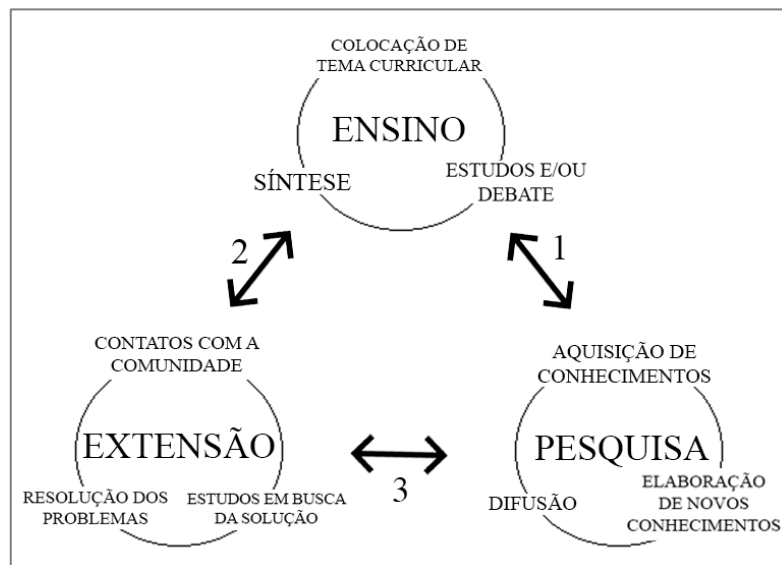 COLOCAÇÃO DE
TEMA CURRICULAR
ENSINO
SÍNTESE
ESTUDOS E/OU
DEBATE
2
1
CONTATOS COM A
COMUNIDADE
EXTENSÃO
RESOLUÇÃO DOS
PROBLEMAS
ESTUDOS EM BUSCA
DA SOLUÇÃO
3
AQUISIÇÃO DE
CONHECIMENTOS
PESQUISA
DIFUSÃO
ELABORAÇÃO
DE NOVOS
CONHECIMENTOS